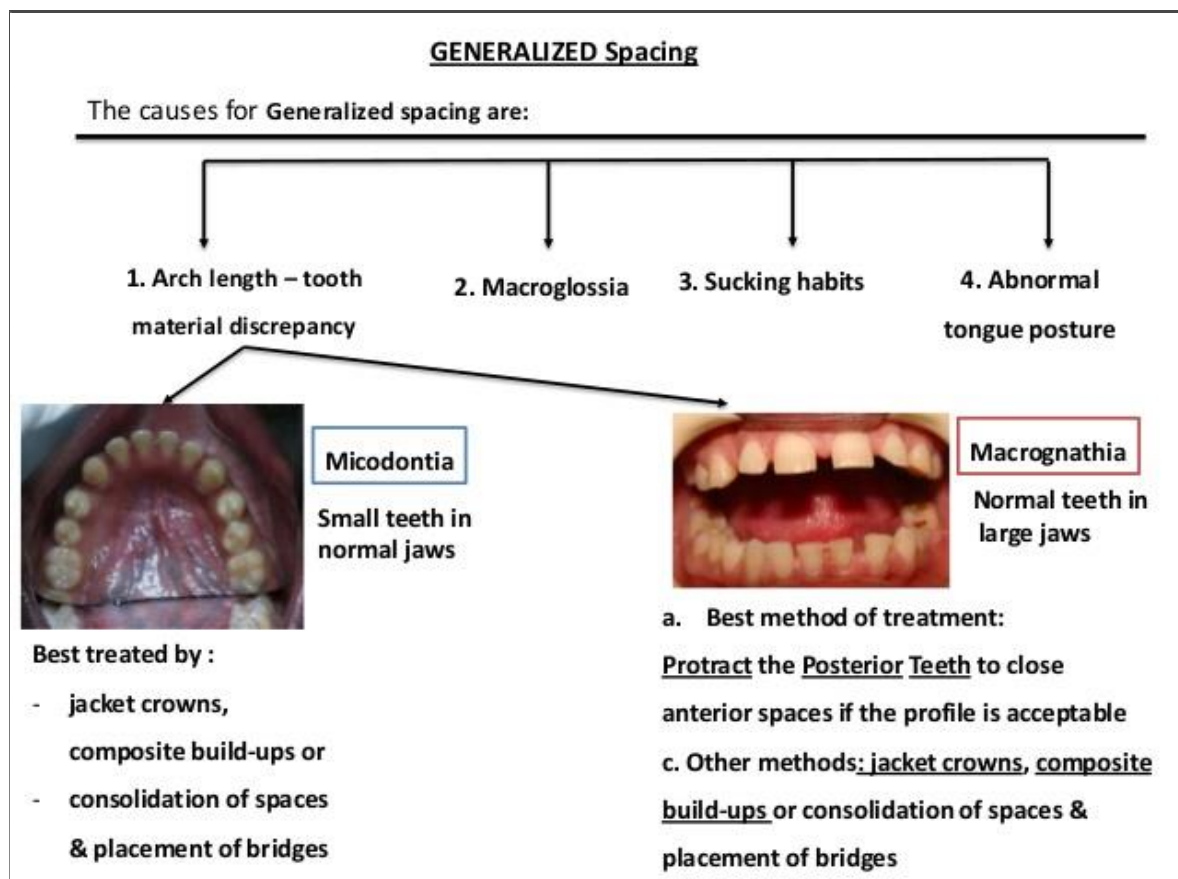 GENERALIZED Spacing
The causes for Generalized spacing are:
1. Arch length – tooth
material discrepancy
2. Macroglossia
3. Sucking habits
4. Abnormal
tongue posture
Micodontia
Small teeth in
normal jaws
Best treated by :
- jacket crowns,
composite build-ups or
- consolidation of spaces
& placement of bridges
Macrognathia
Normal teeth in
large jaws
a. Best method of treatment:
Protract the Posterior Teeth to close
anterior spaces if the profile is acceptable
c. Other methods: jacket crowns, composite
build-ups or consolidation of spaces &
placement of bridges